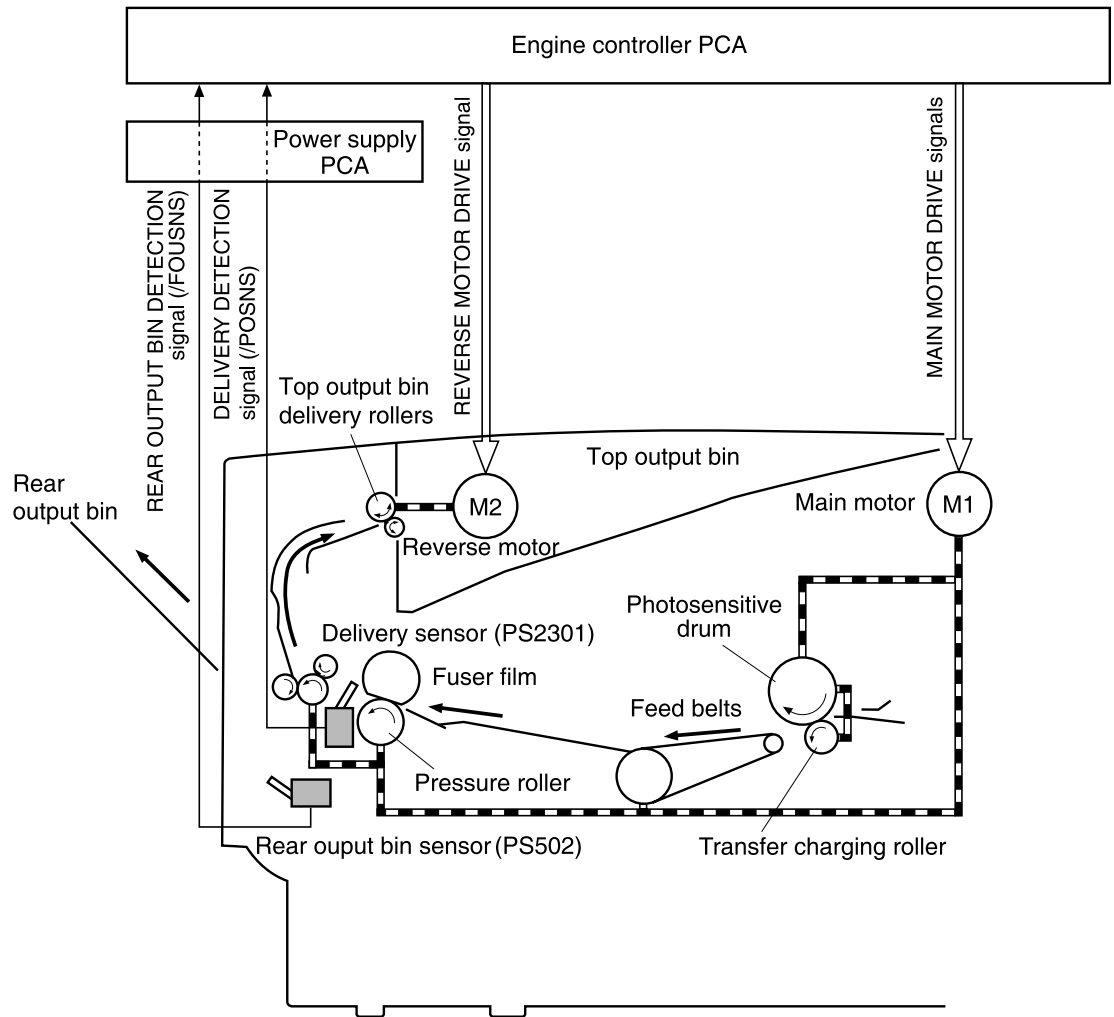 Engine controller PCA
Power supply
PCA
REAR OUTPUT BIN DETECTION
signal (/FOUSNS)
DELIVERY DETECTION
signal (/POSNS)
REVERSE MOTOR DRIVE signal
MAIN MOTOR DRIVE signals
Top output bin
delivery rollers
Top output bin
Rear
output bin
M2
Main motor
M1
Reverse motor
Photosensitive
drum
Delivery sensor (PS2301)
Fuser film
Feed belts
Pressure roller
Rear ouput bin sensor (PS502)
Transfer charging roller